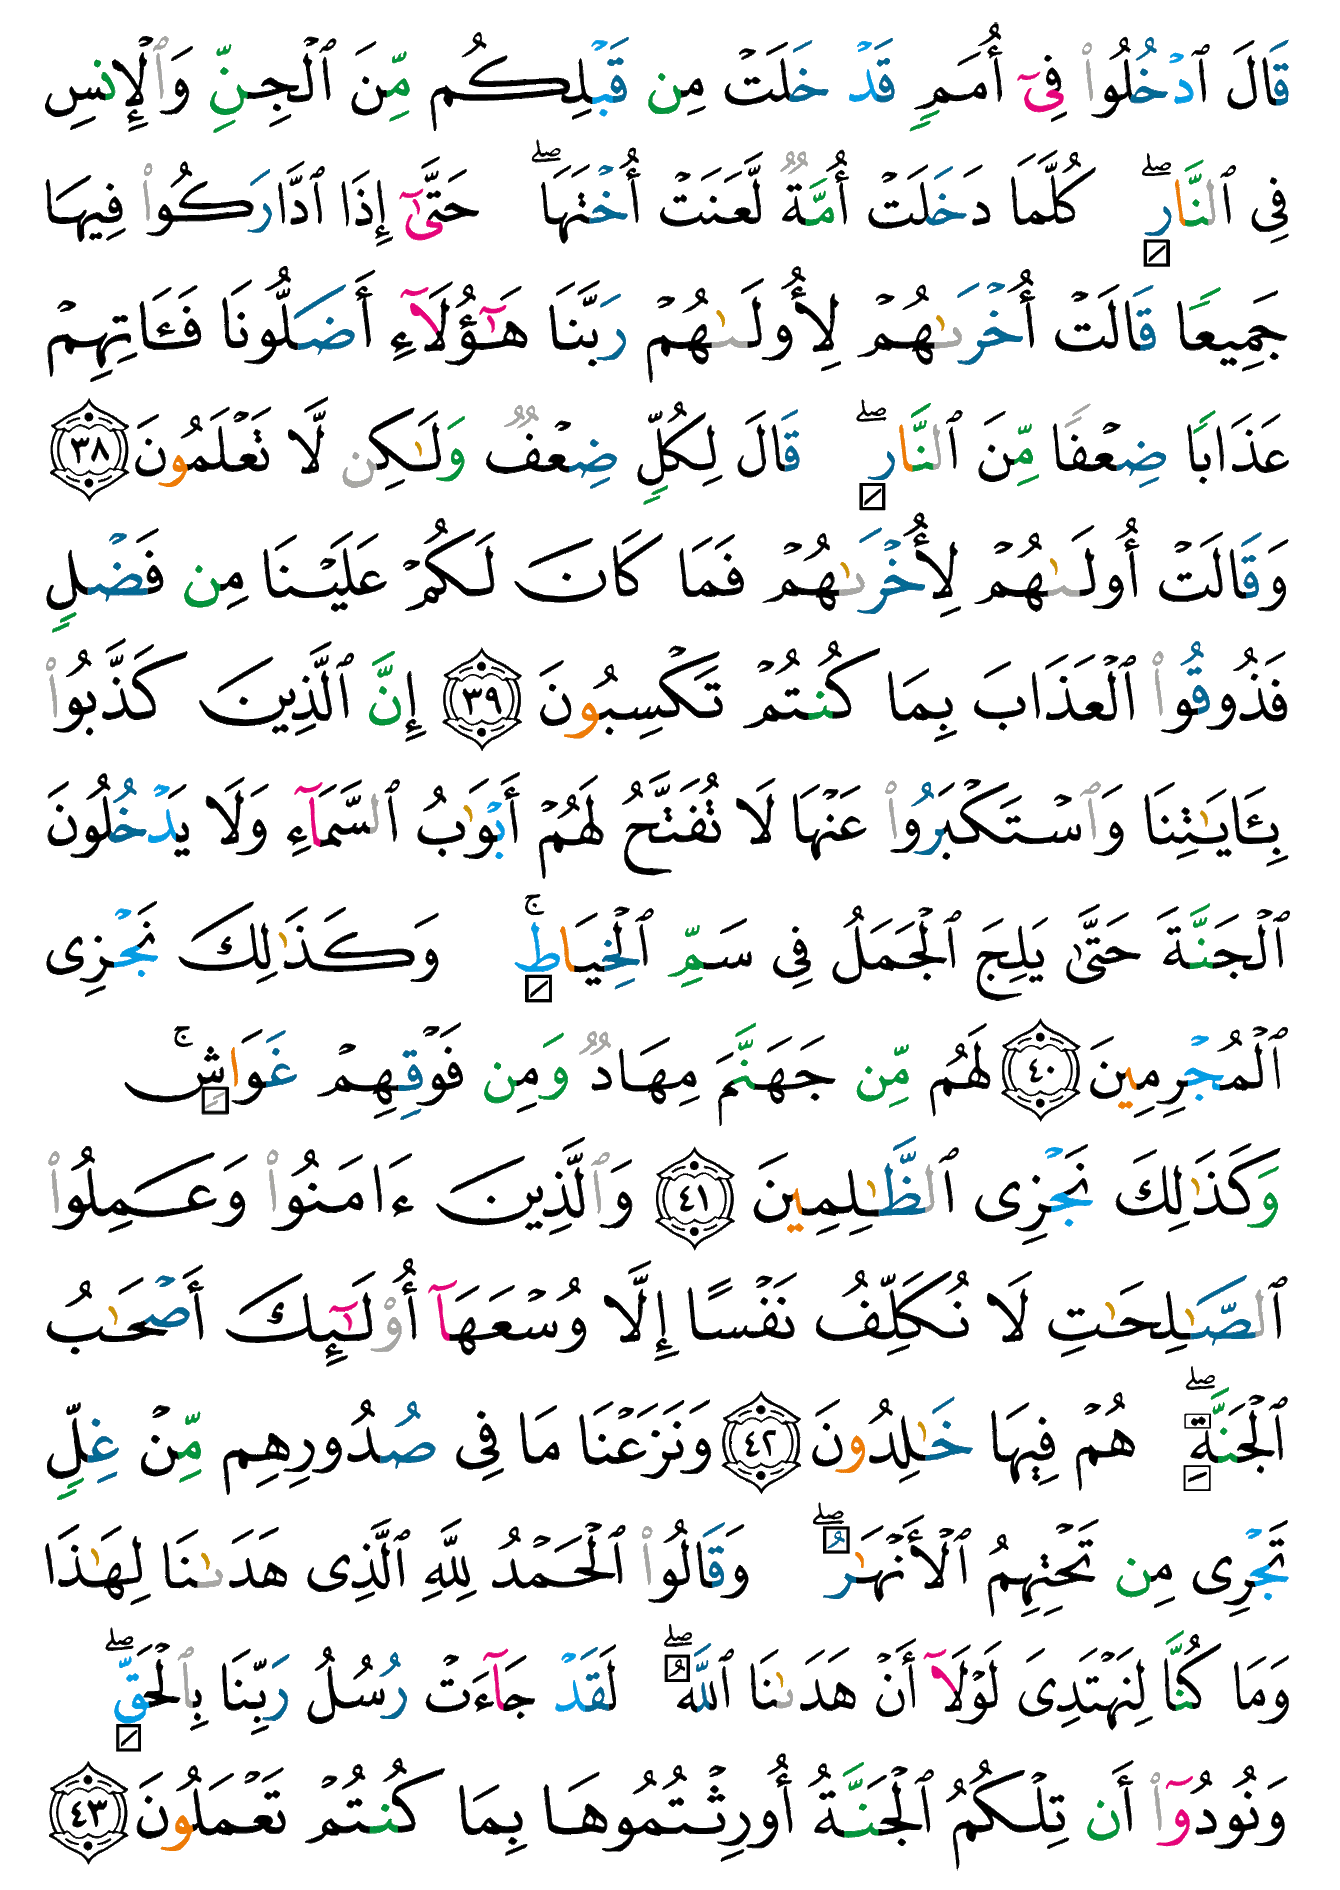 قَالَ ٱدْخُلُوا۟ فِىٓ أُمَمٍ قَدْ خَلَتْ مِن قَبْلِكُم مِّنَ ٱلْجِنِّ وَٱلْإِنسِ
فِى ٱلنَّارِ ۖ كُلَّمَا دَخَلَتْ أُمَّةٌ لَّعَنَتْ أُخْتَهَا ۖ حَتَّىٰٓ إِذَا ٱدَّارَكُوا۟ فِيهَا
جَمِيعًا قَالَتْ أُخْرَىٰهُمْ لِأُولَىٰهُمْ رَبَّنَا هَٰٓؤُلَآءِ أَضَلُّونَا فَـَٔاتِهِمْ
عَذَابًا ضِعْفًا مِّنَ ٱلنَّارِ ۖ قَالَ لِكُلٍّ ضِعْفٌ وَلَٰكِن لَّا تَعْلَمُونَ ٣٨
وَقَالَتْ أُولَىٰهُمْ لِأُخْرَىٰهُمْ فَمَا كَانَ لَكُمْ عَلَيْنَا مِن فَضْلٍ
فَذُوقُوا۟ ٱلْعَذَابَ بِمَا كُنتُمْ تَكْسِبُونَ ٣٩ إِنَّ ٱلَّذِينَ كَذَّبُوا۟
بِـَٔايَٰتِنَا وَٱسْتَكْبَرُوا۟ عَنْهَا لَا تُفَتَّحُ لَهُمْ أَبْوَٰبُ ٱلسَّمَآءِ وَلَا يَدْخُلُونَ
ٱلْجَنَّةَ حَتَّىٰ يَلِجَ ٱلْجَمَلُ فِى سَمِّ ٱلْخِيَاطِ ۚ وَكَذَٰلِكَ نَجْزِى
ٱلْمُجْرِمِينَ ٤٠ لَهُم مِّن جَهَنَّمَ مِهَادٌ وَمِن فَوْقِهِمْ غَوَاشٍ ۚ
وَكَذَٰلِكَ نَجْزِى ٱلظَّٰلِمِينَ ٤١ وَٱلَّذِينَ ءَامَنُوا۟ وَعَمِلُوا۟
ٱلصَّٰلِحَٰتِ لَا نُكَلِّفُ نَفْسًا إِلَّا وُسْعَهَآ أُو۟لَٰٓئِكَ أَصْحَٰبُ
ٱلْجَنَّةِ ۖ هُمْ فِيهَا خَٰلِدُونَ ٤٢ وَنَزَعْنَا مَا فِى صُدُورِهِم مِّنْ غِلٍّ
تَجْرِى مِن تَحْتِهِمُ ٱلْأَنْهَٰرُ ۖ وَقَالُوا۟ ٱلْحَمْدُ لِلَّهِ ٱلَّذِى هَدَىٰنَا لِهَٰذَا
وَمَا كُنَّا لِنَهْتَدِىَ لَوْلَآ أَنْ هَدَىٰنَا ٱللَّهُ ۖ لَقَدْ جَآءَتْ رُسُلُ رَبِّنَا بِٱلْحَقِّ ۖ
وَنُودُوٓا۟ أَن تِلْكُمُ ٱلْجَنَّةُ أُورِثْتُمُوهَا بِمَا كُنتُمْ تَعْمَلُونَ ٤٣